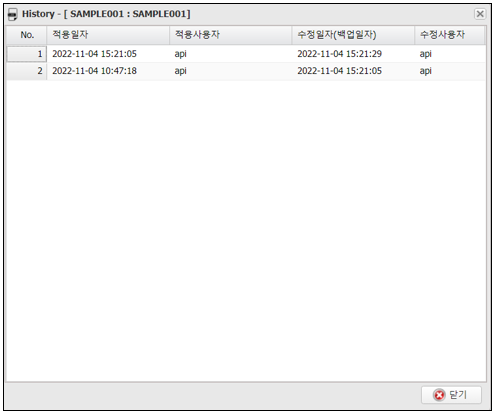 History - [ SAMPLE001 : SAMPLE001]
No. 적용일자 적용사용자 수정일자(백업일자) 수정사용자
1 2022-11-04 15:21:05 api 2022-11-04 15:21:29 api
2 2022-11-04 10:47:18 api 2022-11-04 15:21:05 api
닫기